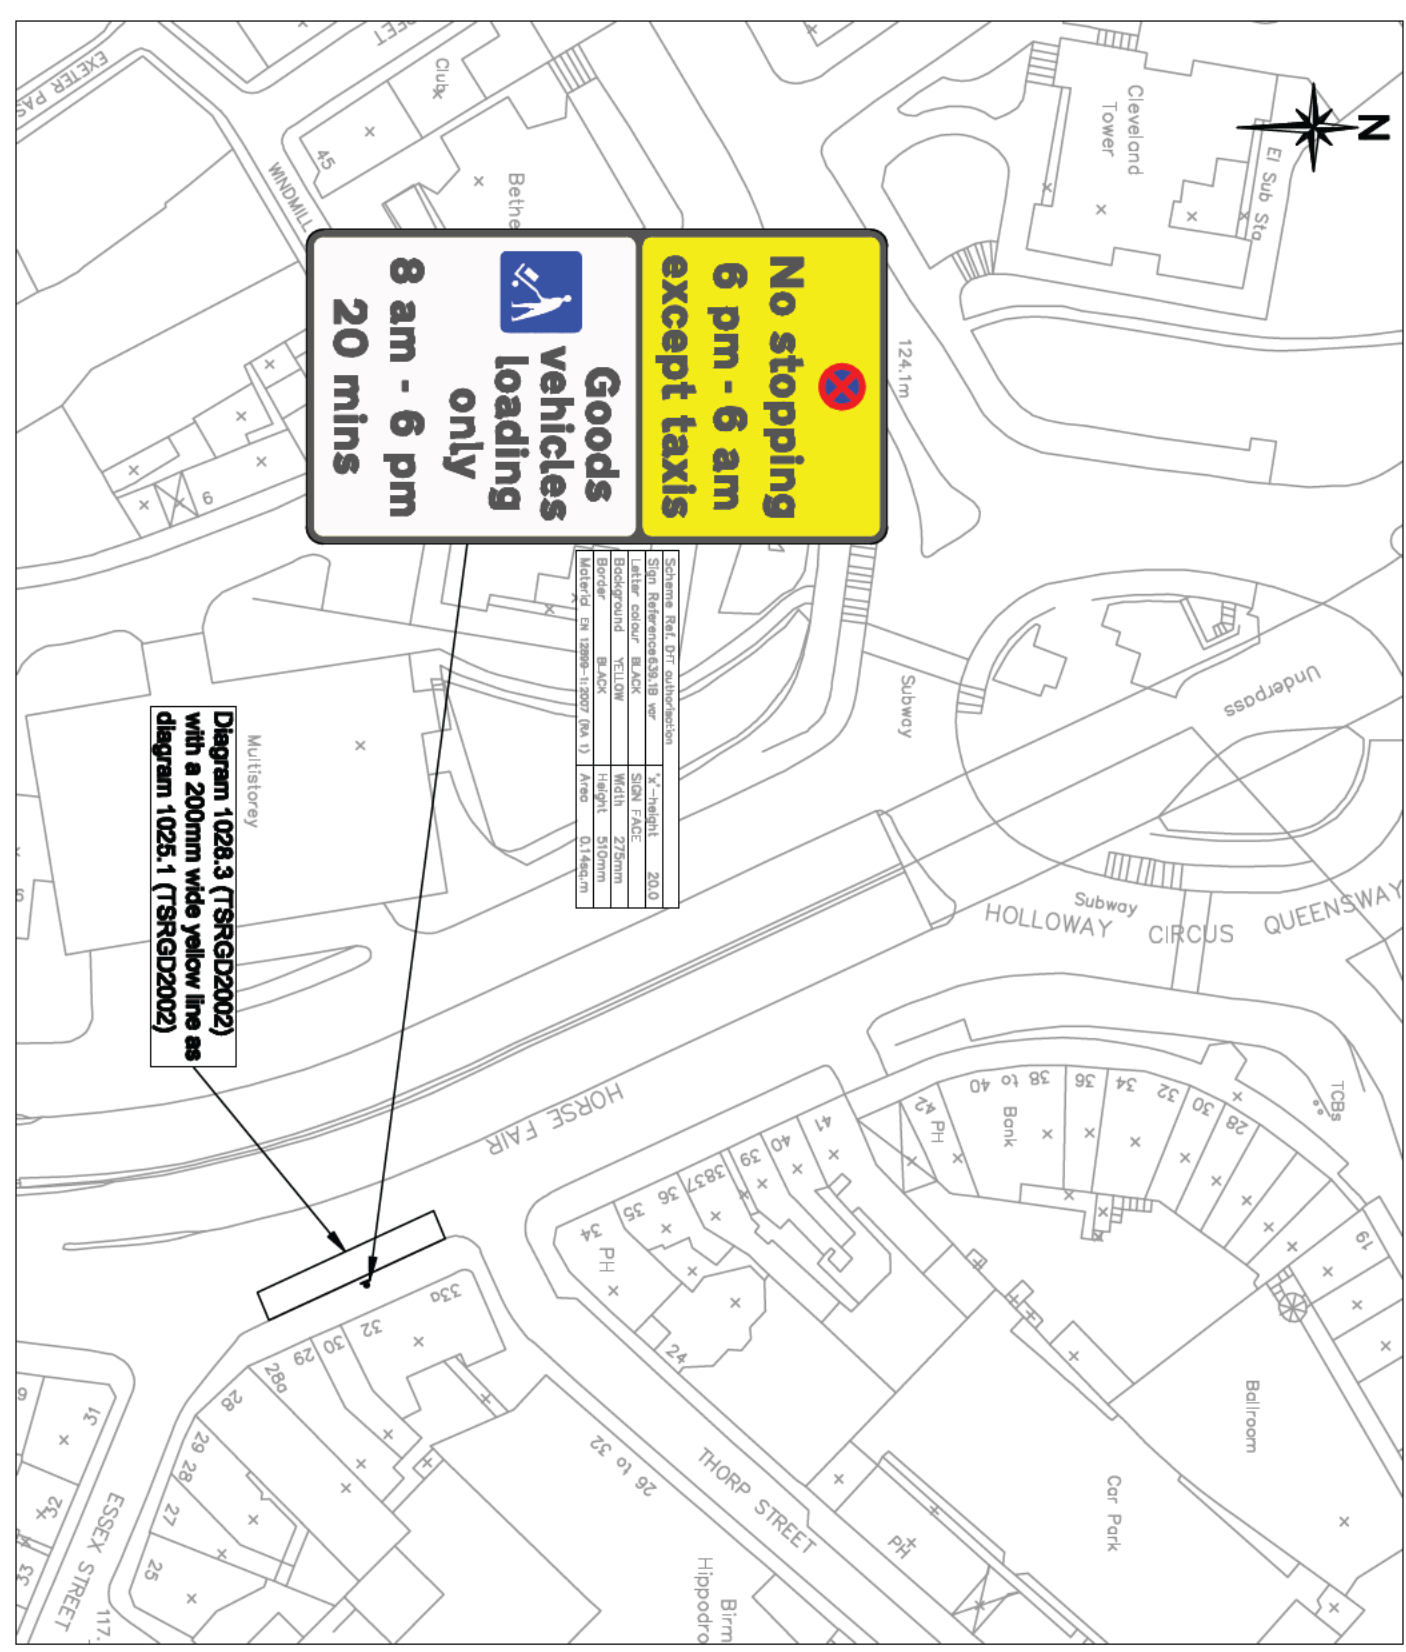 No stopping
6 pm - 6 am
except taxis
Goods
vehicles
loading
only
8 am - 6 pm
20 mins
Scheme Ref. DfT authorisation
Sign Reference 639.1B var
"x"-height 20.0
Letter colour BLACK
SIGN FACE
Background YELLOW
Width 275mm
Border BLACK
Height 510mm
Material EN 12899-1:2007 (RA 1)
Area 0.14sq.m
Diagram 1028.3 (TSRGD2002)
with a 200mm wide yellow line as
diagram 1025.1 (TSRGD2002)
N
Cleveland
Tower
El Sub Sta
124.1m
Club
45
WINDMILL
EXETER PAS
Bethe
6
Multistorey
Subway
Underpass
Subway
HOLLOWAY CIRCUS QUEENSWAY
HORSE FAIR
TCBs
38 to 40
36
34
32
30
28
19
Bank
42
PH
41
40
39
38
37
36
35
34
PH
24
33a
32
30
29
28a
28
29
28
27
25
26 to 32
THORP STREET
PH
Ballroom
Car Park
Birm
Hippodro
ESSEX STREET
31
32
33
117.